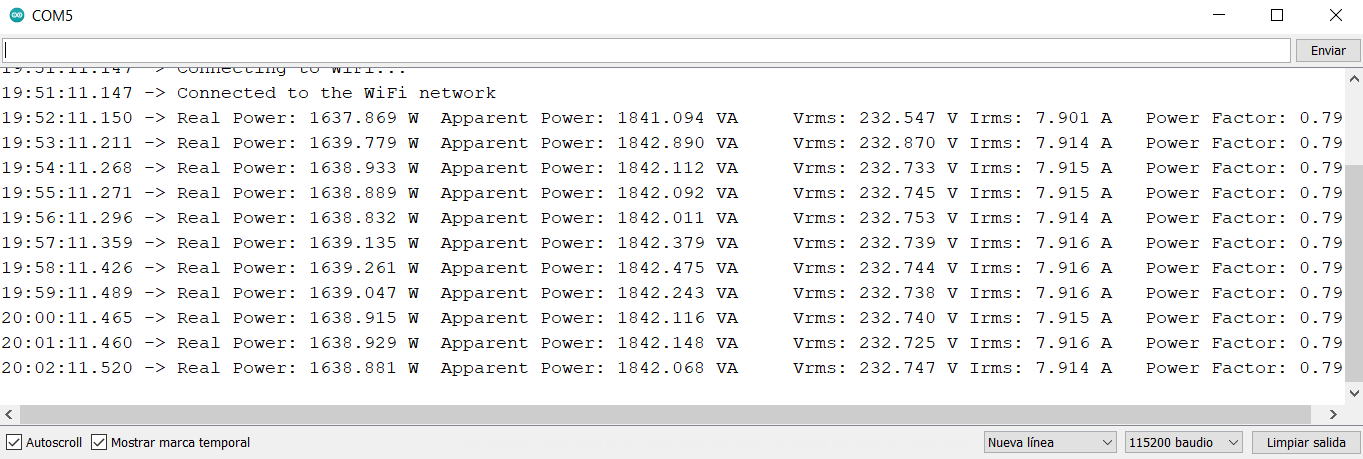 COM5
Enviar
19:51:11.147 -> Connecting to WiFi...
19:51:11.147 -> Connected to the WiFi network
19:52:11.150 -> Real Power: 1637.869 W  Apparent Power: 1841.094 VA     Vrms: 232.547 V Irms: 7.901 A   Power Factor: 0.79
19:53:11.211 -> Real Power: 1639.779 W  Apparent Power: 1842.890 VA     Vrms: 232.870 V Irms: 7.914 A   Power Factor: 0.79
19:54:11.268 -> Real Power: 1638.933 W  Apparent Power: 1842.112 VA     Vrms: 232.733 V Irms: 7.915 A   Power Factor: 0.79
19:55:11.271 -> Real Power: 1638.889 W  Apparent Power: 1842.092 VA     Vrms: 232.745 V Irms: 7.915 A   Power Factor: 0.79
19:56:11.296 -> Real Power: 1638.832 W  Apparent Power: 1842.011 VA     Vrms: 232.753 V Irms: 7.914 A   Power Factor: 0.79
19:57:11.359 -> Real Power: 1639.135 W  Apparent Power: 1842.379 VA     Vrms: 232.739 V Irms: 7.916 A   Power Factor: 0.79
19:58:11.426 -> Real Power: 1639.261 W  Apparent Power: 1842.475 VA     Vrms: 232.744 V Irms: 7.916 A   Power Factor: 0.79
19:59:11.489 -> Real Power: 1639.047 W  Apparent Power: 1842.243 VA     Vrms: 232.738 V Irms: 7.916 A   Power Factor: 0.79
20:00:11.465 -> Real Power: 1638.915 W  Apparent Power: 1842.116 VA     Vrms: 232.740 V Irms: 7.915 A   Power Factor: 0.79
20:01:11.460 -> Real Power: 1638.929 W  Apparent Power: 1842.148 VA     Vrms: 232.725 V Irms: 7.916 A   Power Factor: 0.79
20:02:11.520 -> Real Power: 1638.881 W  Apparent Power: 1842.068 VA     Vrms: 232.747 V Irms: 7.914 A   Power Factor: 0.79
Autoscroll Mostrar marca temporal Nueva línea 115200 baudio Limpiar salida